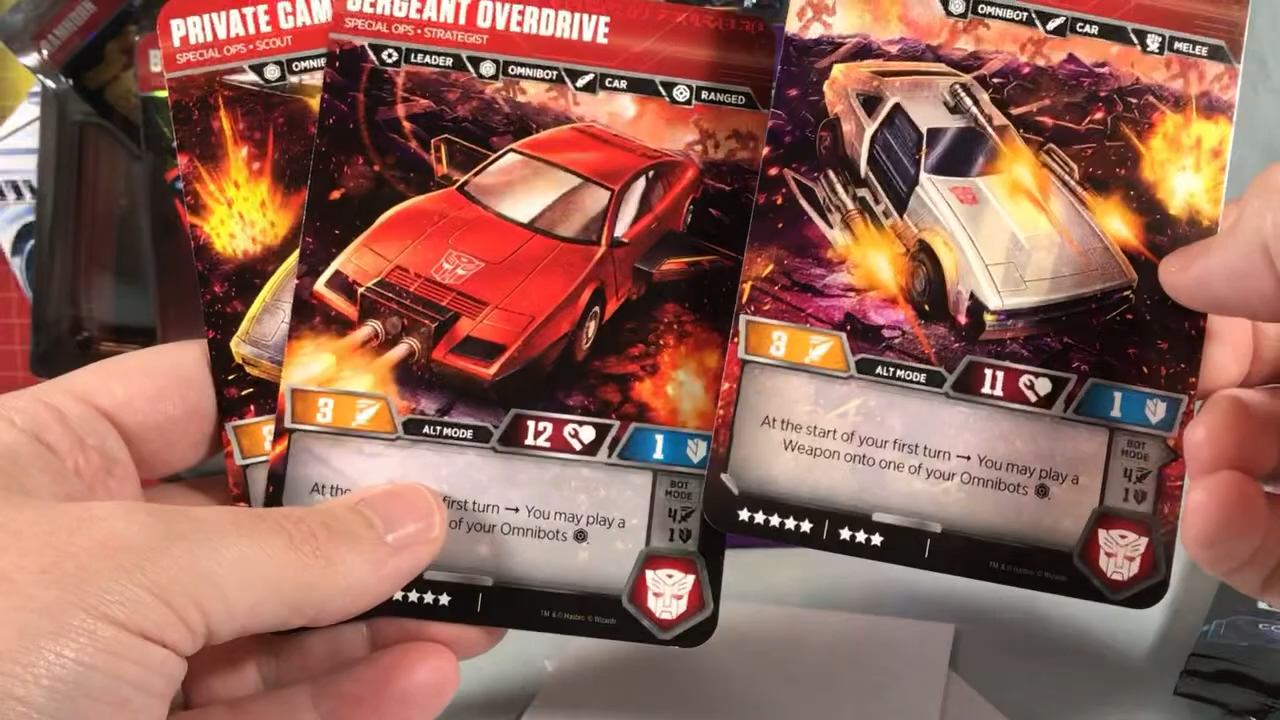 PRIVATE CAM
SPECIAL OPS • SCOUT
OMNIB
SERGEANT OVERDRIVE
SPECIAL OPS • STRATEGIST
LEADER OMNIBOT CAR RANGED
3 ALT MODE 12 1
At the first turn → You may play a
of your Omnibots
BOT
MODE
4
1
TM & © Hasbro. © Wizards
OMNIBOT CAR MELEE
3 ALT MODE 11 1
At the start of your first turn → You may play a
Weapon onto one of your Omnibots
BOT
MODE
4
1
TM & © Hasbro. © Wizards